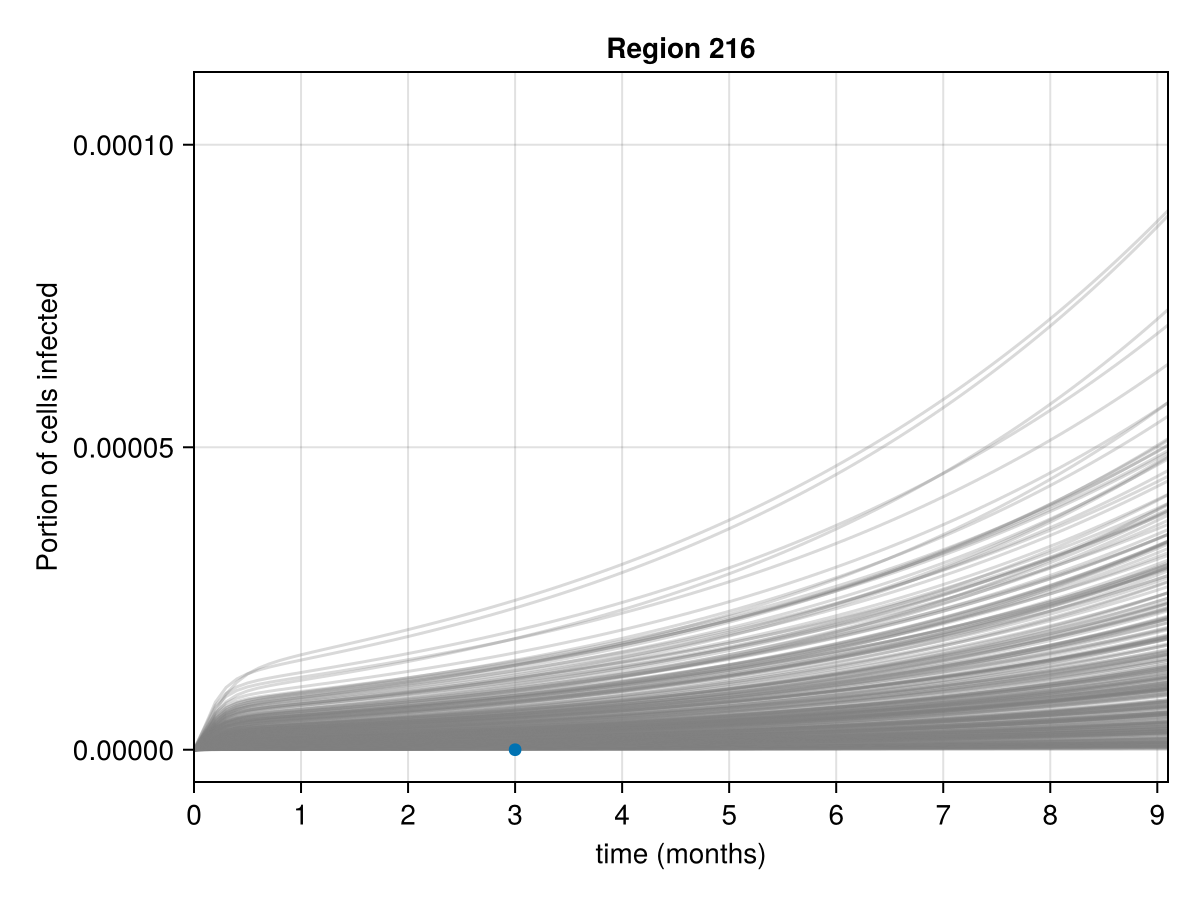 Region 216
0.00010
0.00005
0.00000
Portion of cells infected
0 1 2 3 4 5 6 7 8 9
time (months)